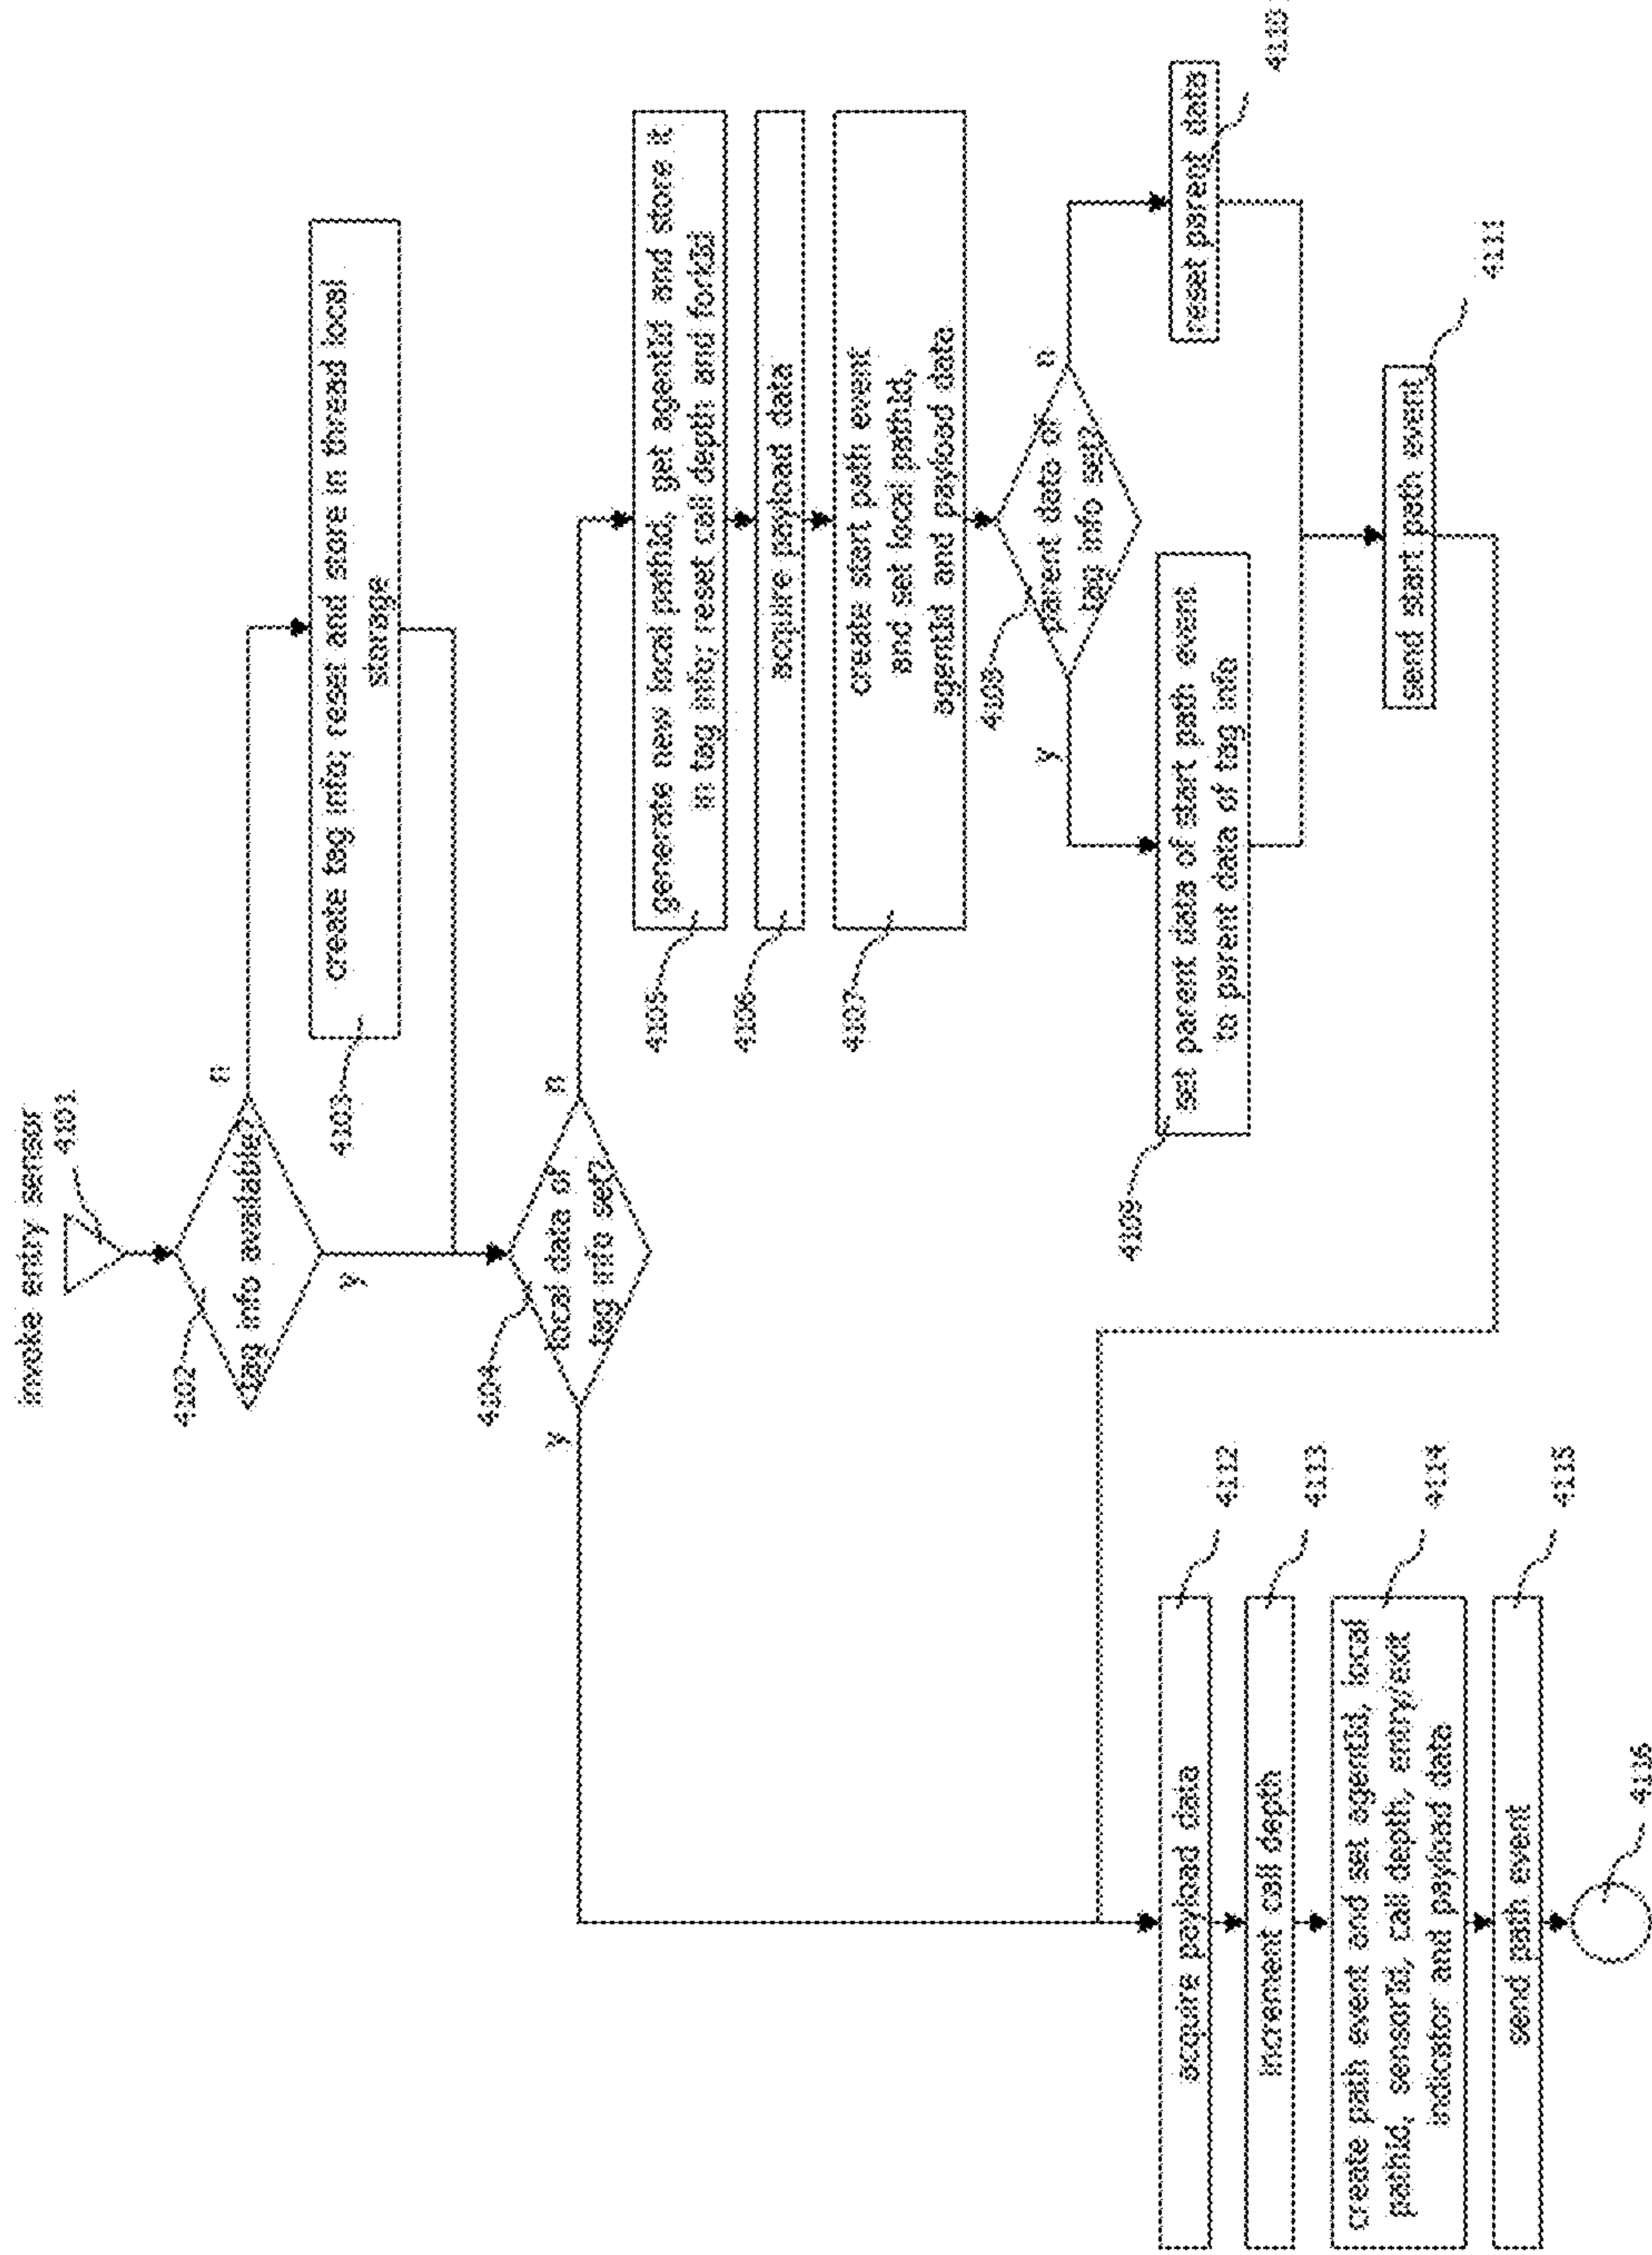 invoke entry sensor
4101
4102
tag info available?
n
y
4103
create tag info; reset and store in thread local
storage
4104
local data of
tag info set?
y
n
4105
generate new local pathid, get agentid and store it
in tag info; reset call depth and forkid
4106
acquire payload data
4107
create start path event
and set local pathid,
agentid and payload data
4108
parent data of
tag info set?
y
n
4109
set parent data of start path event
to parent data of tag info
reset parent data
4110
send start path event
4111
acquire payload data
4112
increment call depth
4113
create path event and set agentid, local
pathid, sensorid, call depth, entry/exit
indicator and payload data
4114
send path event
4115
4116